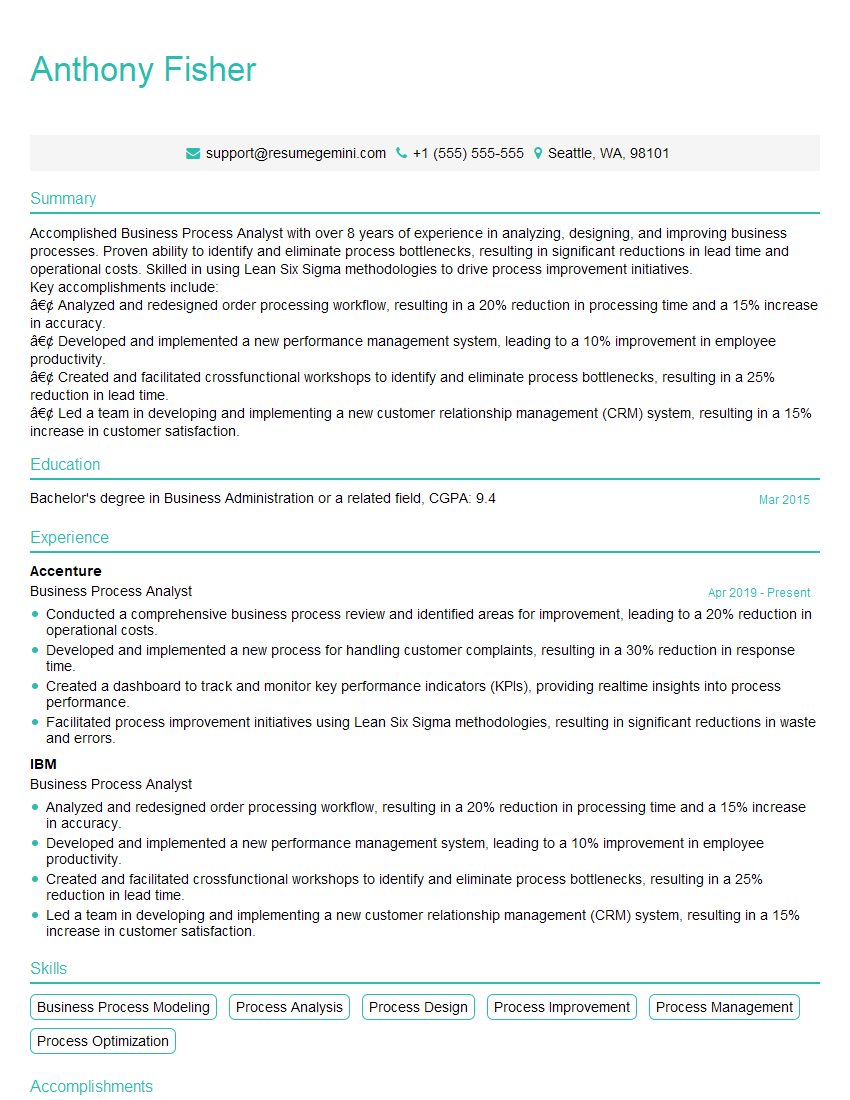 Anthony Fisher
support@resumegemini.com +1 (555) 555-555 Seattle, WA, 98101
Summary
Accomplished Business Process Analyst with over 8 years of experience in analyzing, designing, and improving business
processes. Proven ability to identify and eliminate process bottlenecks, resulting in significant reductions in lead time and
operational costs. Skilled in using Lean Six Sigma methodologies to drive process improvement initiatives.
Key accomplishments include:
â€¢ Analyzed and redesigned order processing workflow, resulting in a 20% reduction in processing time and a 15% increase
in accuracy.
â€¢ Developed and implemented a new performance management system, leading to a 10% improvement in employee
productivity.
â€¢ Created and facilitated crossfunctional workshops to identify and eliminate process bottlenecks, resulting in a 25%
reduction in lead time.
â€¢ Led a team in developing and implementing a new customer relationship management (CRM) system, resulting in a 15%
increase in customer satisfaction.
Education
Bachelor's degree in Business Administration or a related field, CGPA: 9.4 Mar 2015
Experience
Accenture
Business Process Analyst Apr 2019 - Present
• Conducted a comprehensive business process review and identified areas for improvement, leading to a 20% reduction in
operational costs.
• Developed and implemented a new process for handling customer complaints, resulting in a 30% reduction in response
time.
• Created a dashboard to track and monitor key performance indicators (KPIs), providing realtime insights into process
performance.
• Facilitated process improvement initiatives using Lean Six Sigma methodologies, resulting in significant reductions in waste
and errors.
IBM
Business Process Analyst
• Analyzed and redesigned order processing workflow, resulting in a 20% reduction in processing time and a 15% increase
in accuracy.
• Developed and implemented a new performance management system, leading to a 10% improvement in employee
productivity.
• Created and facilitated crossfunctional workshops to identify and eliminate process bottlenecks, resulting in a 25%
reduction in lead time.
• Led a team in developing and implementing a new customer relationship management (CRM) system, resulting in a 15%
increase in customer satisfaction.
Skills
Business Process Modeling Process Analysis Process Design Process Improvement Process Management
Process Optimization
Accomplishments